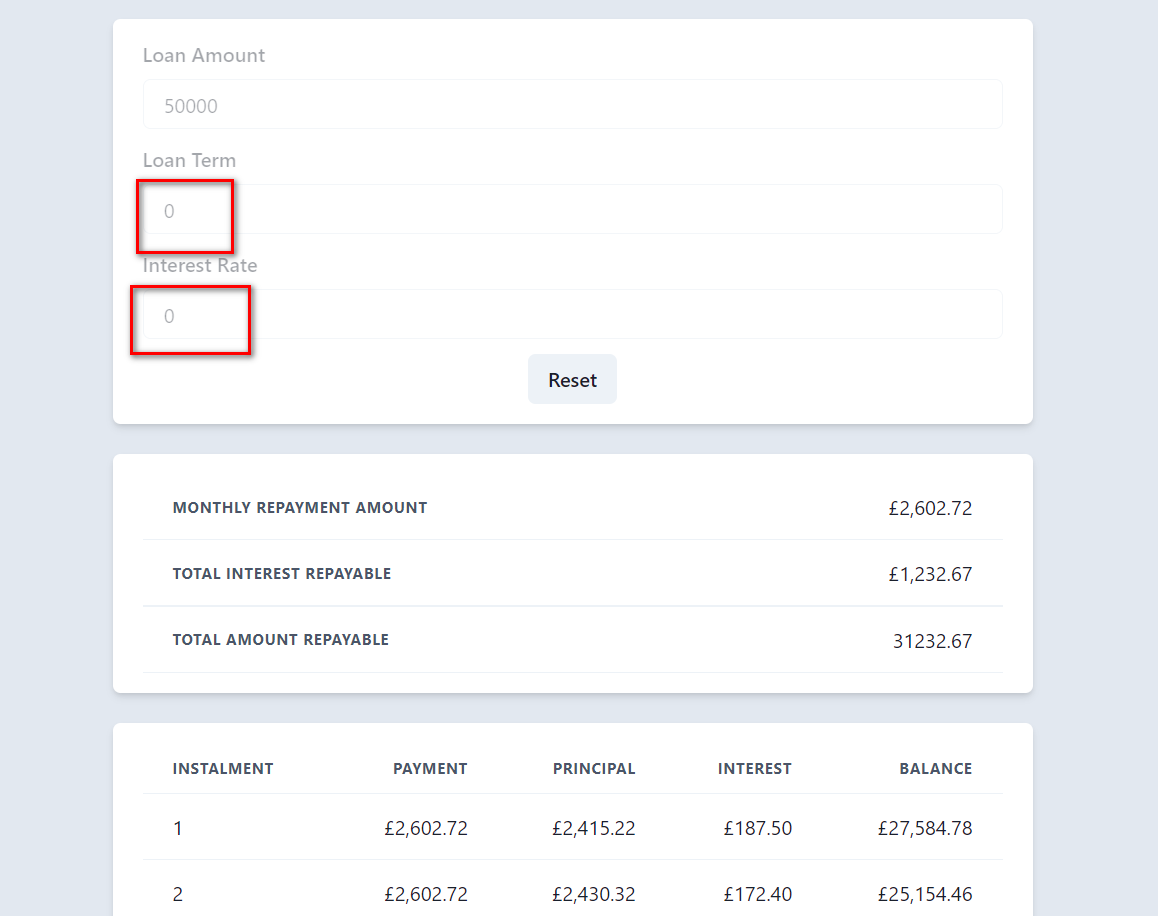 Loan Amount
50000
Loan Term
0
Interest Rate
0
Reset
MONTHLY REPAYMENT AMOUNT £2,602.72
TOTAL INTEREST REPAYABLE £1,232.67
TOTAL AMOUNT REPAYABLE 31232.67
INSTALMENT PAYMENT PRINCIPAL INTEREST BALANCE
1 £2,602.72 £2,415.22 £187.50 £27,584.78
2 £2,602.72 £2,430.32 £172.40 £25,154.46